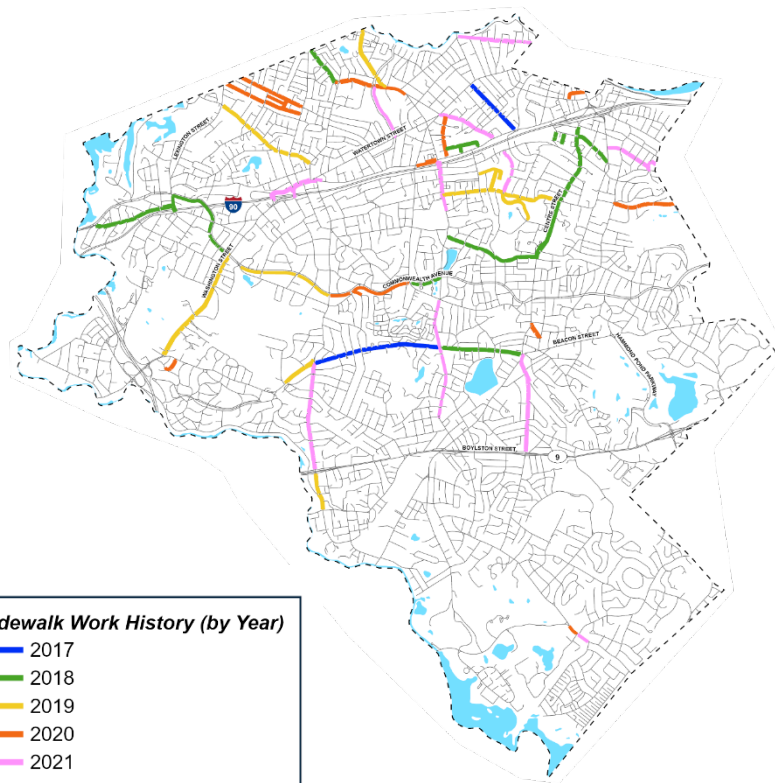 LEXINGTON STREET
WATERTOWN STREET
90
CENTRE STREET
WASHINGTON STREET
COMMONWEALTH AVENUE
BEACON STREET
HAMMOND POND PARKWAY
BOYLSTON STREET
9
dewalk Work History (by Year)
2017
2018
2019
2020
2021